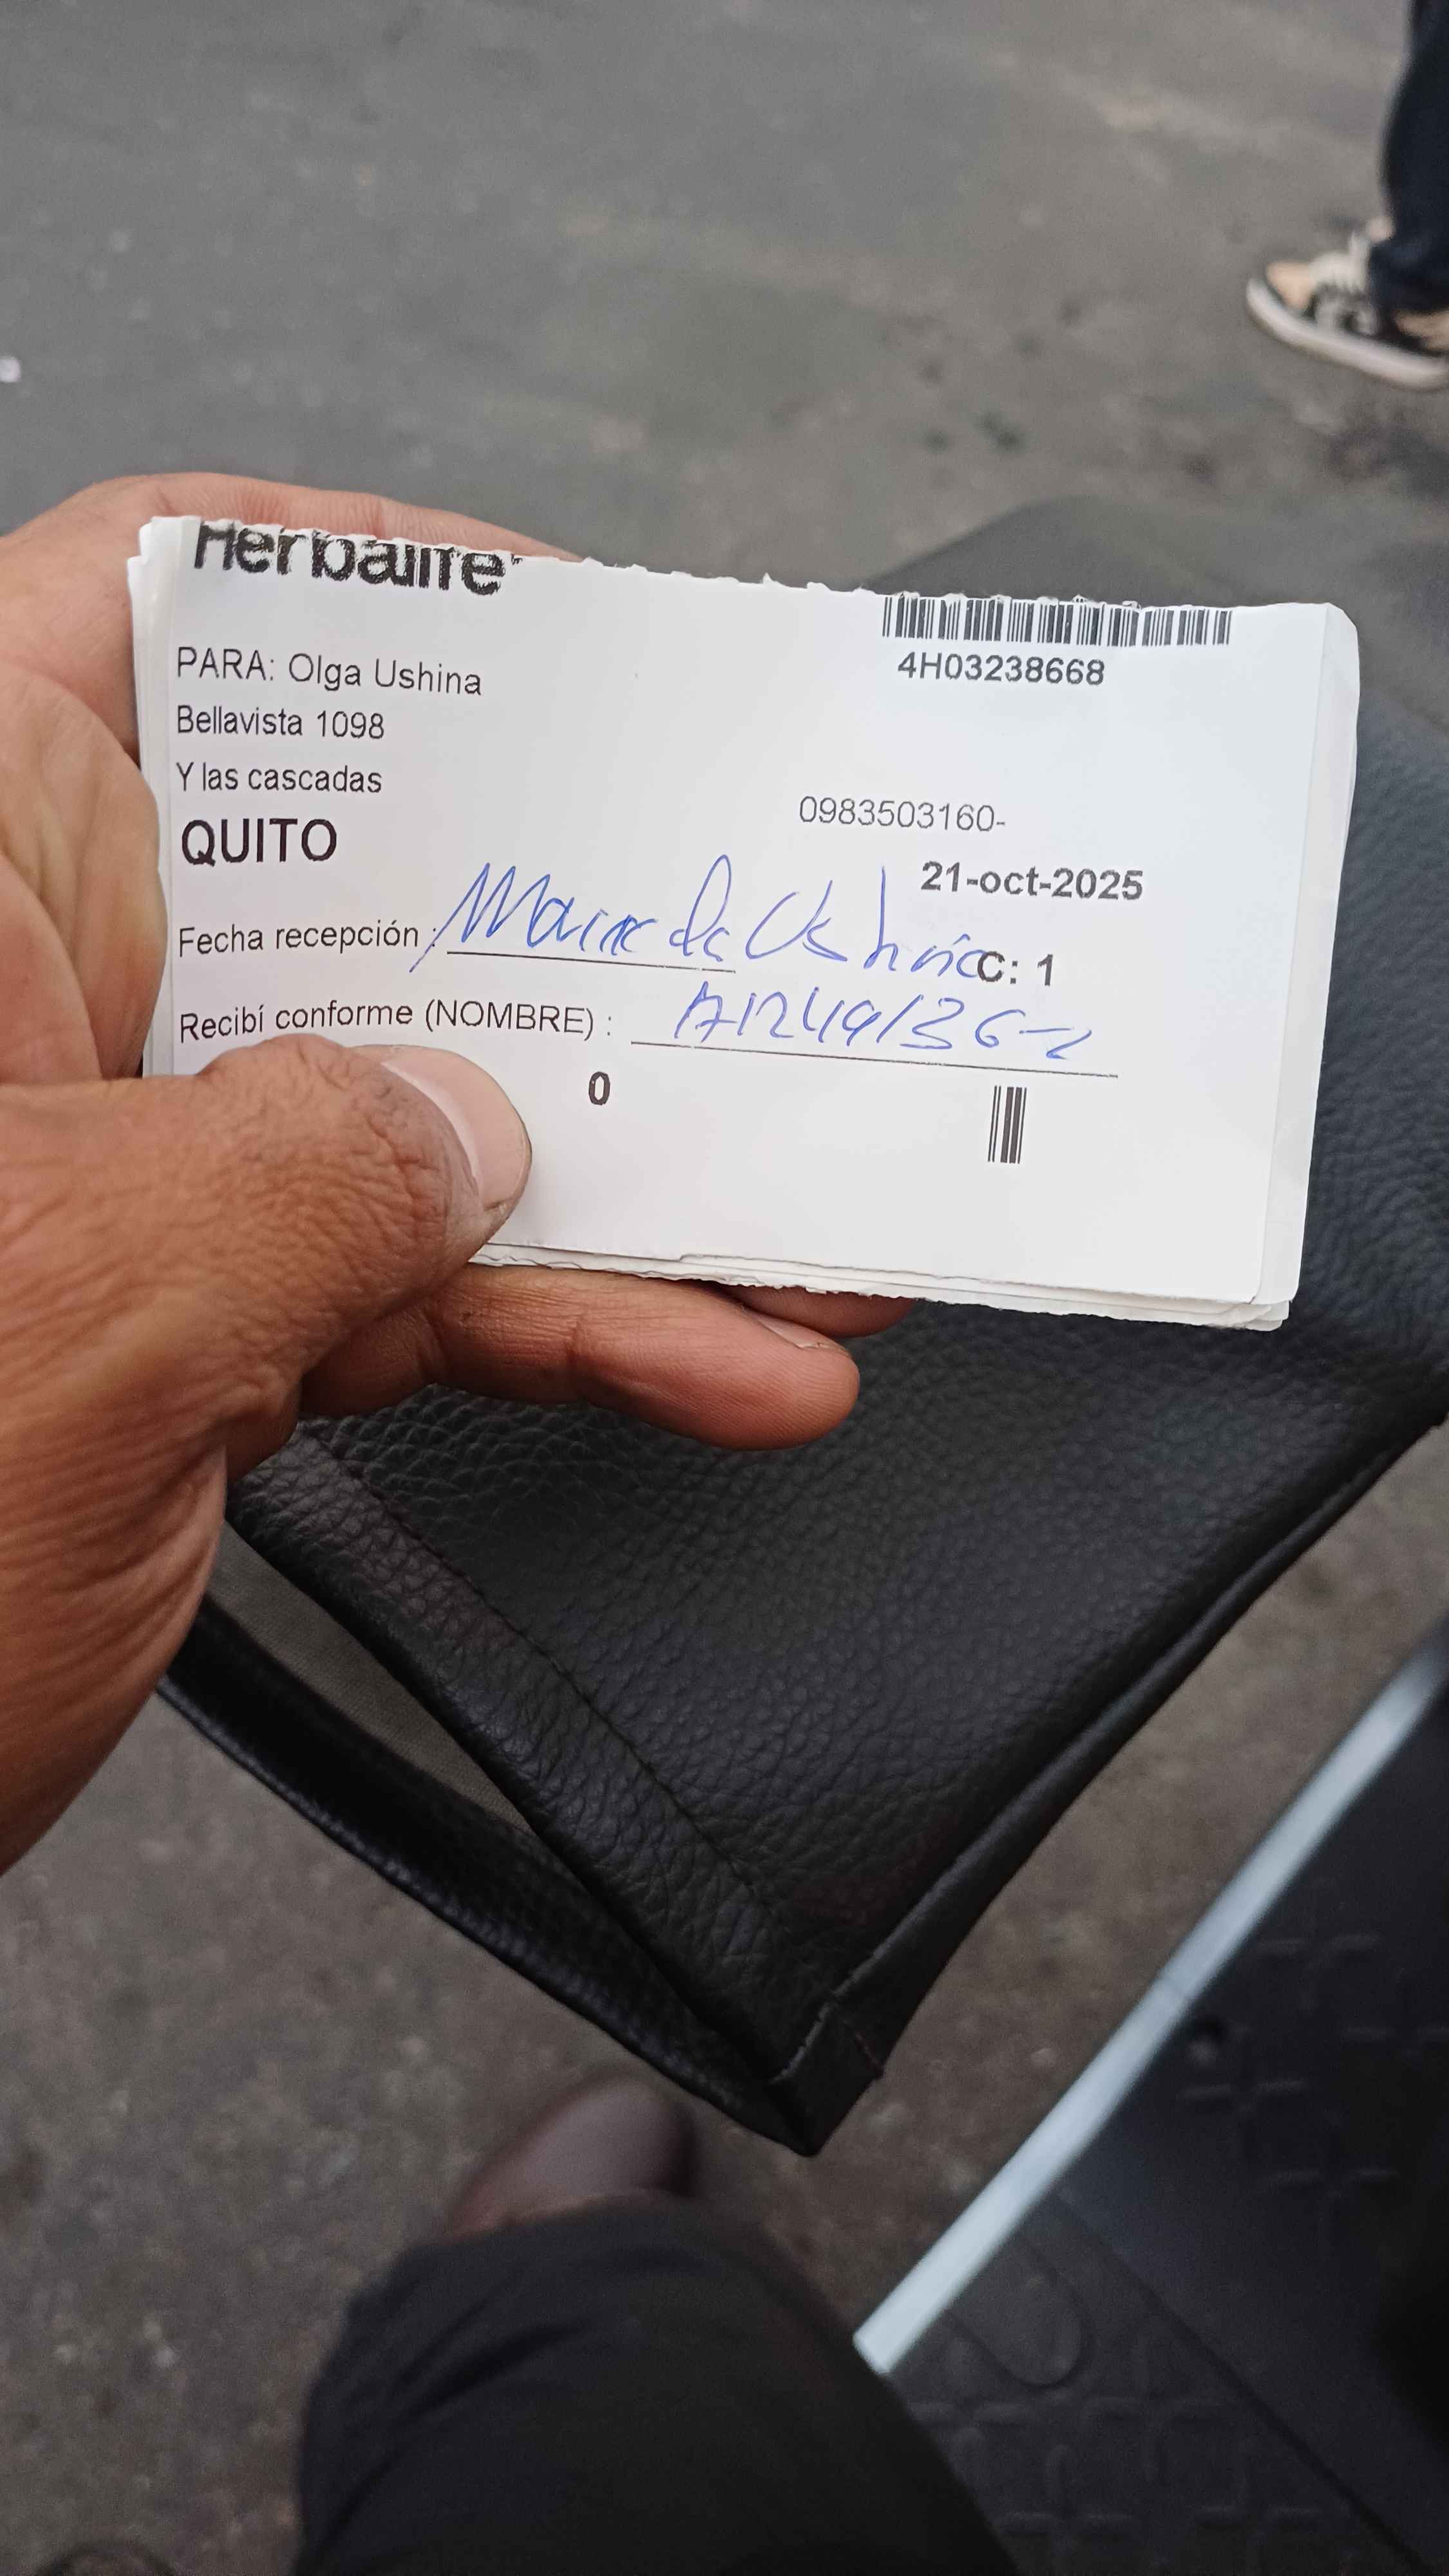 Herbalife
4H03238668
PARA: Olga Ushina
Bellavista 1098
Y las cascadas
0983503160-
QUITO
21-oct-2025
Fecha recepción : Ushina C: 1
Recibí conforme (NOMBRE) :
0